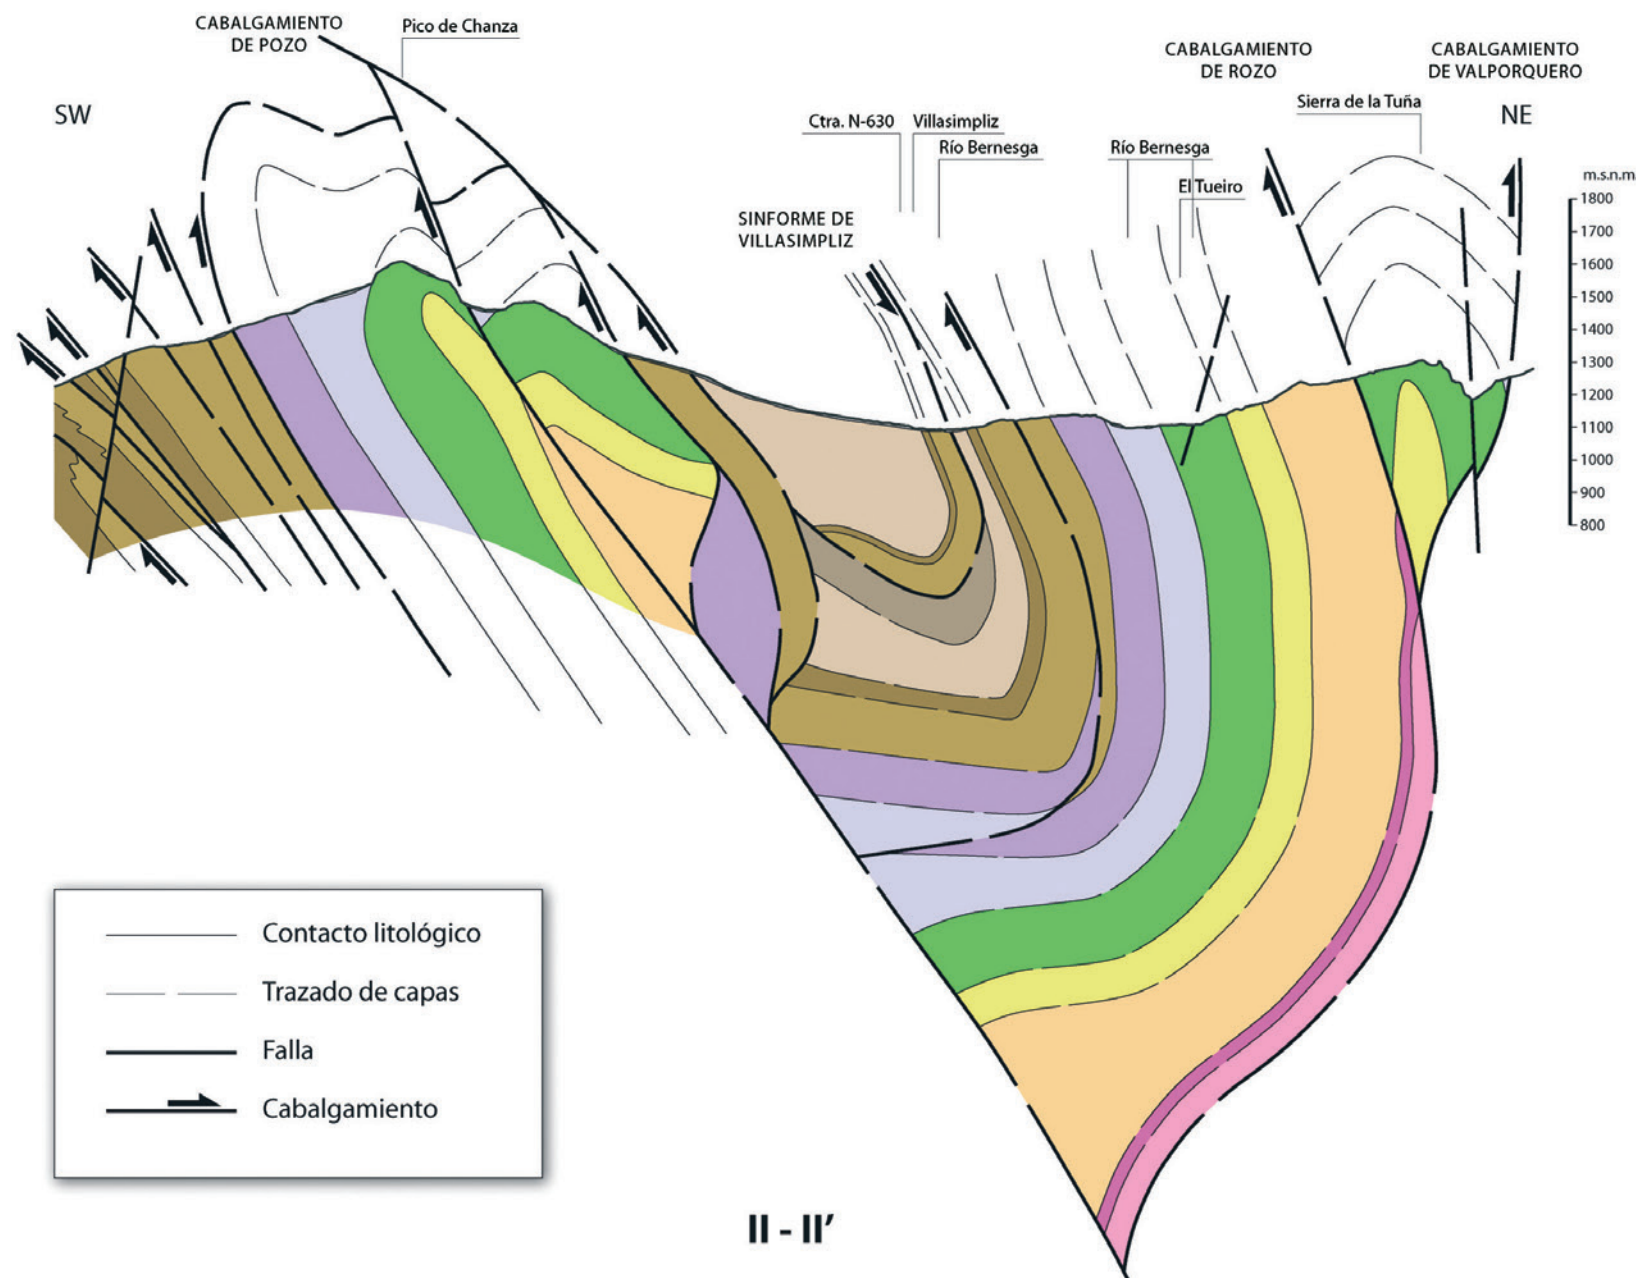 CABALGAMIENTO
DE POZO
Pico de Chanza
SW
Ctra. N-630
Villasimpliz
Río Bernesga
SINFORME DE
VILLASIMPLIZ
Río Bernesga
El Tueiro
CABALGAMIENTO
DE ROZO
CABALGAMIENTO
DE VALPORQUERO
Sierra de la Tuña
NE
m.s.n.m.
1800
1700
1600
1500
1400
1300
1200
1100
1000
900
800
Contacto litológico
Trazado de capas
Falla
Cabalgamiento
II - II’